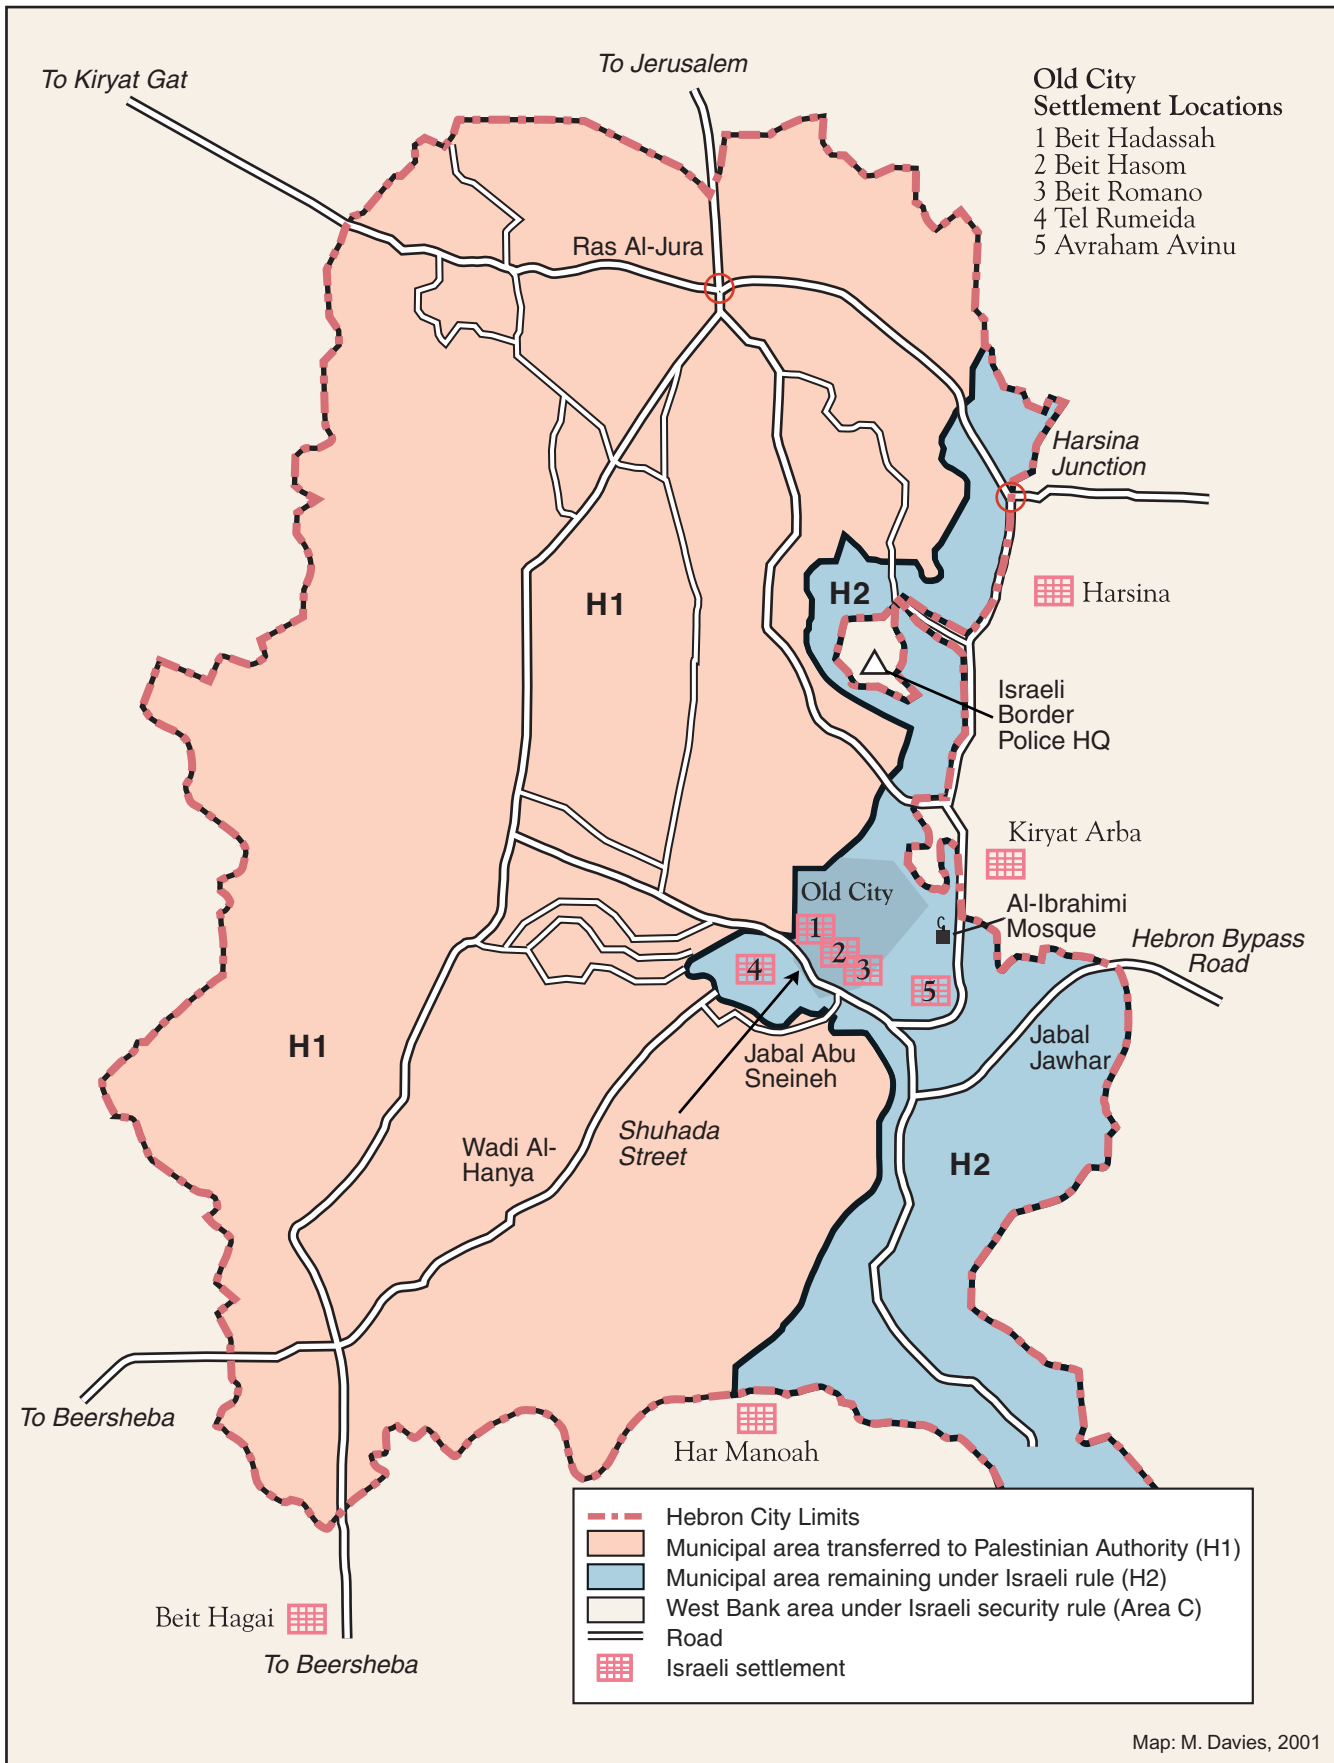 To Kiryat Gat
To Jerusalem
Old City
Settlement Locations
1 Beit Hadassah
2 Beit Hasom
3 Beit Romano
4 Tel Rumeida
5 Avraham Avinu
Ras Al-Jura
Harsina
Junction
H1
H2
Harsina
Israeli
Border
Police HQ
Kiryat Arba
Old City
Al-Ibrahimi
Mosque
C
1
2
3
4
5
Hebron Bypass
Road
H1
Jabal Abu
Sneineh
Jabal
Jawhar
Shuhada
Street
Wadi Al-
Hanya
H2
To Beersheba
Har Manoah
Beit Hagai
To Beersheba
Hebron City Limits
Municipal area transferred to Palestinian Authority (H1)
Municipal area remaining under Israeli rule (H2)
West Bank area under Israeli security rule (Area C)
Road
Israeli settlement
Map: M. Davies, 2001